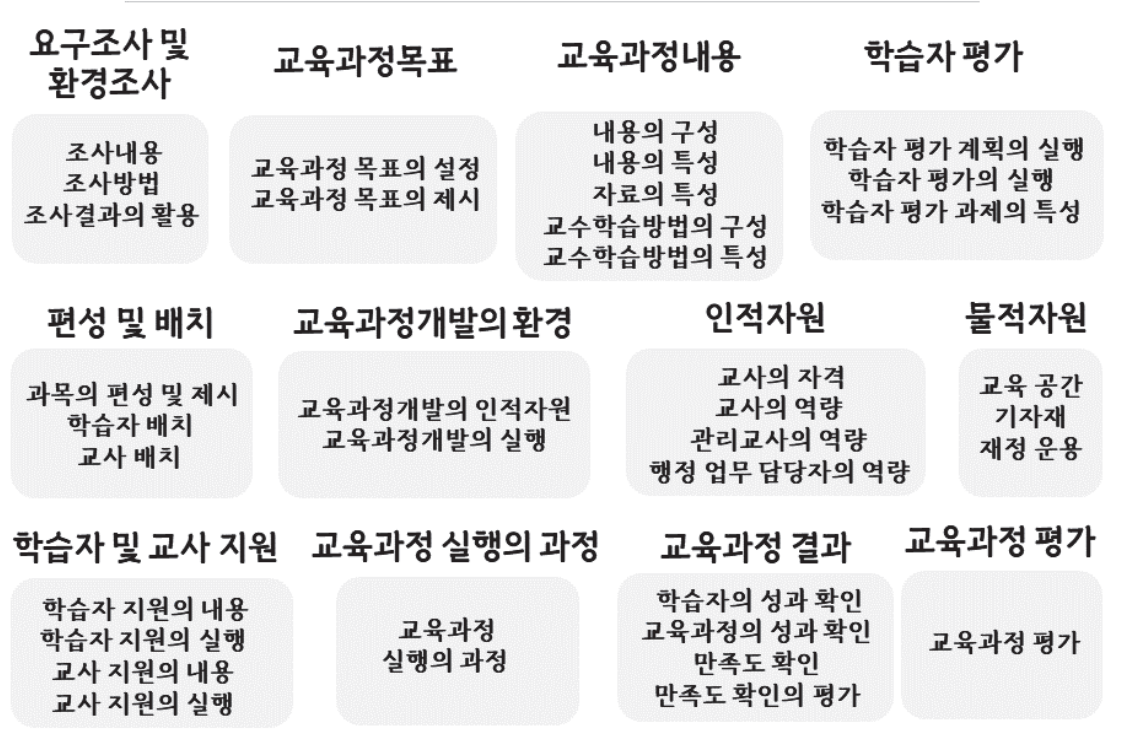 요구조사 및
환경조사
조사내용
조사방법
조사결과의 활용
교육과정목표
교육과정 목표의 설정
교육과정 목표의 제시
교육과정내용
내용의 구성
내용의 특성
자료의 특성
교수학습방법의 구성
교수학습방법의 특성
학습자 평가
학습자 평가 계획의 실행
학습자 평가의 실행
학습자 평가 과제의 특성
편성 및 배치
과목의 편성 및 제시
학습자 배치
교사 배치
교육과정개발의 환경
교육과정개발의 인적자원
교육과정개발의 실행
인적자원
교사의 자격
교사의 역량
관리교사의 역량
행정 업무 담당자의 역량
물적자원
교육 공간
기자재
재정 운용
학습자 및 교사 지원
학습자 지원의 내용
학습자 지원의 실행
교사 지원의 내용
교사 지원의 실행
교육과정 실행의 과정
교육과정
실행의 과정
교육과정 결과
학습자의 성과 확인
교육과정의 성과 확인
만족도 확인
만족도 확인의 평가
교육과정 평가
교육과정 평가